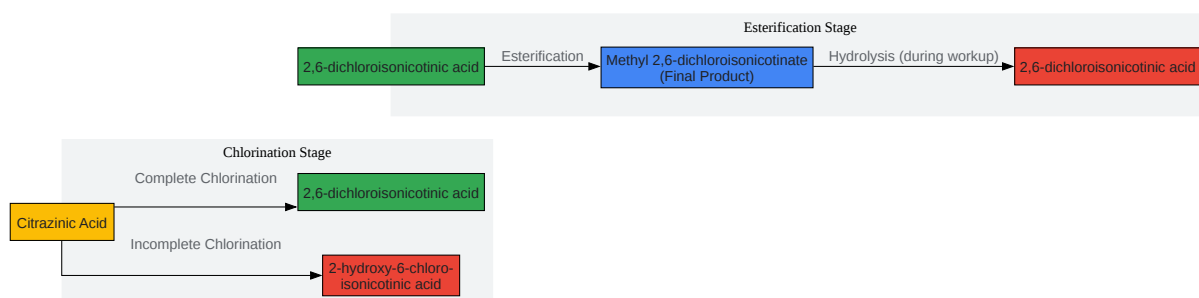 Esterification Stage
2,6-dichloroisonicotinic acid
Esterification
Methyl 2,6-dichloroisonicotinate
(Final Product)
Hydrolysis (during workup)
2,6-dichloroisonicotinic acid
Chlorination Stage
Citrazinic Acid
Complete Chlorination
2,6-dichloroisonicotinic acid
Incomplete Chlorination
2-hydroxy-6-chloro-
isonicotinic acid